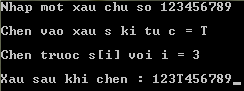 Nhap mot xau chu so 123456789
Chen vao xau s ki tu c = T
Chen truoc s[i] voi i = 3
Xau sau khi chen : 123T456789